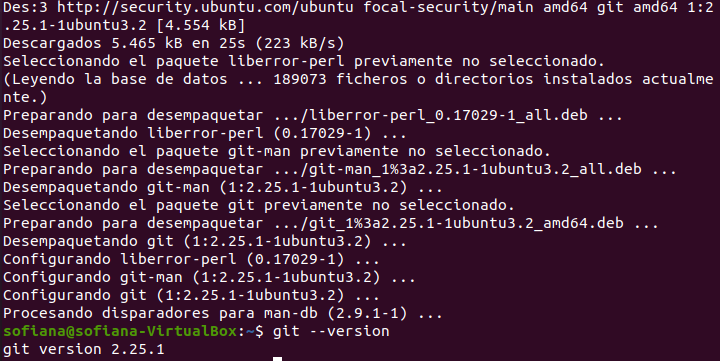 Des:3 http://security.ubuntu.com/ubuntu focal-security/main amd64 git amd64 1:2
.25.1-1ubuntu3.2 [4.554 kB]
Descargados 5.465 kB en 25s (223 kB/s)
Seleccionando el paquete liberror-perl previamente no seleccionado.
(Leyendo la base de datos ... 189073 ficheros o directorios instalados actualme
nte.)
Preparando para desempaquetar .../liberror-perl_0.17029-1_all.deb ...
Desempaquetando liberror-perl (0.17029-1) ...
Seleccionando el paquete git-man previamente no seleccionado.
Preparando para desempaquetar .../git-man_1%3a2.25.1-1ubuntu3.2_all.deb ...
Desempaquetando git-man (1:2.25.1-1ubuntu3.2) ...
Seleccionando el paquete git previamente no seleccionado.
Preparando para desempaquetar .../git_1%3a2.25.1-1ubuntu3.2_amd64.deb ...
Desempaquetando git (1:2.25.1-1ubuntu3.2) ...
Configurando liberror-perl (0.17029-1) ...
Configurando git-man (1:2.25.1-1ubuntu3.2) ...
Configurando git (1:2.25.1-1ubuntu3.2) ...
Procesando disparadores para man-db (2.9.1-1) ...
sofiana@sofiana-VirtualBox:~$ git --version
git version 2.25.1